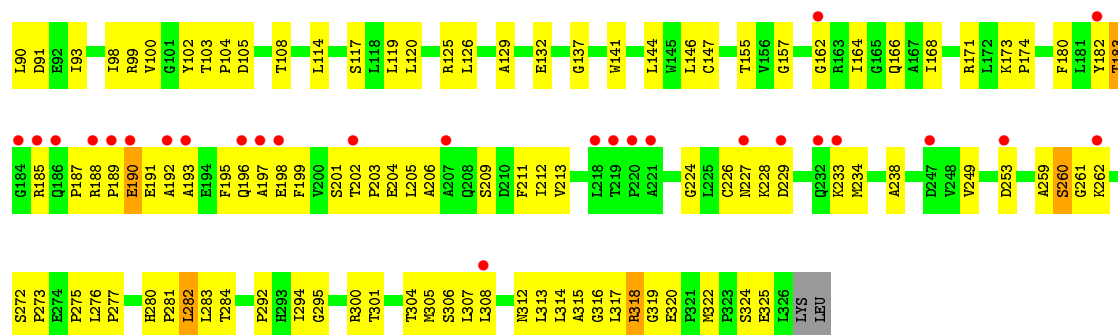 L90 D91 E92 I93 I98 R99 V100 G101 Y102 T103 P104 D105 T108 L114 S117 L118 L119 L120 R125 L126 A129 E132 G137 W141 L144 W145 L146 C147 T155 V156 G157 G162 R163 I164 G165 Q166 A167 I168 R171 L172 K173 P174 F180 L181 Y182 T183
G184 R185 Q186 P187 R188 P189 E190 E191 A192 A193 E194 F195 Q196 A197 E198 F199 V200 S201 T202 P203 E204 L205 A206 A207 Q208 S209 D210 F211 T212 V213 L218 T219 P220 A221 G224 L225 C226 N227 K228 D229 Q232 K233 M234 A238 D247 V248 V249 D253 A259 S260 G261 K262
S272 P273 E274 P275 L276 P277 H280 P281 L282 L283 T284 P292 H293 I294 G295 R300 T301 T304 M305 S306 L307 L308 N312 L313 L314 A315 G316 L317 R318 G319 E320 P321 M322 P323 S324 E325 L326 LYS LEU